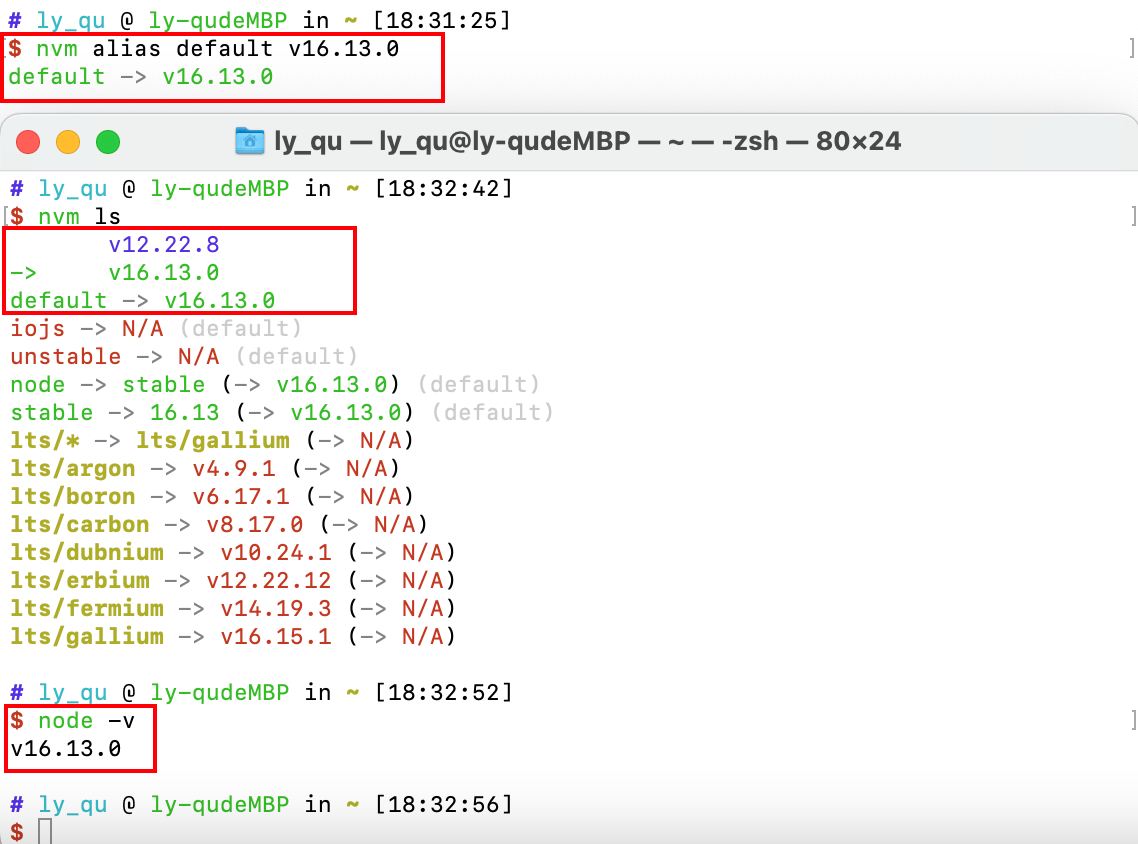 # ly_qu @ ly-qudeMBP in ~ [18:31:25]
[$ nvm alias default v16.13.0 ]
default -> v16.13.0
ly_qu — ly_qu@ly-qudeMBP — ~ — -zsh — 80×24
# ly_qu @ ly-qudeMBP in ~ [18:32:42]
[$ nvm ls ]
v12.22.8
-> v16.13.0
default -> v16.13.0
iojs -> N/A (default)
unstable -> N/A (default)
node -> stable (-> v16.13.0) (default)
stable -> 16.13 (-> v16.13.0) (default)
lts/* -> lts/gallium (-> N/A)
lts/argon -> v4.9.1 (-> N/A)
lts/boron -> v6.17.1 (-> N/A)
lts/carbon -> v8.17.0 (-> N/A)
lts/dubnium -> v10.24.1 (-> N/A)
lts/erbium -> v12.22.12 (-> N/A)
lts/fermium -> v14.19.3 (-> N/A)
lts/gallium -> v16.15.1 (-> N/A)
# ly_qu @ ly-qudeMBP in ~ [18:32:52]
$ node -v ]
v16.13.0
# ly_qu @ ly-qudeMBP in ~ [18:32:56]
$